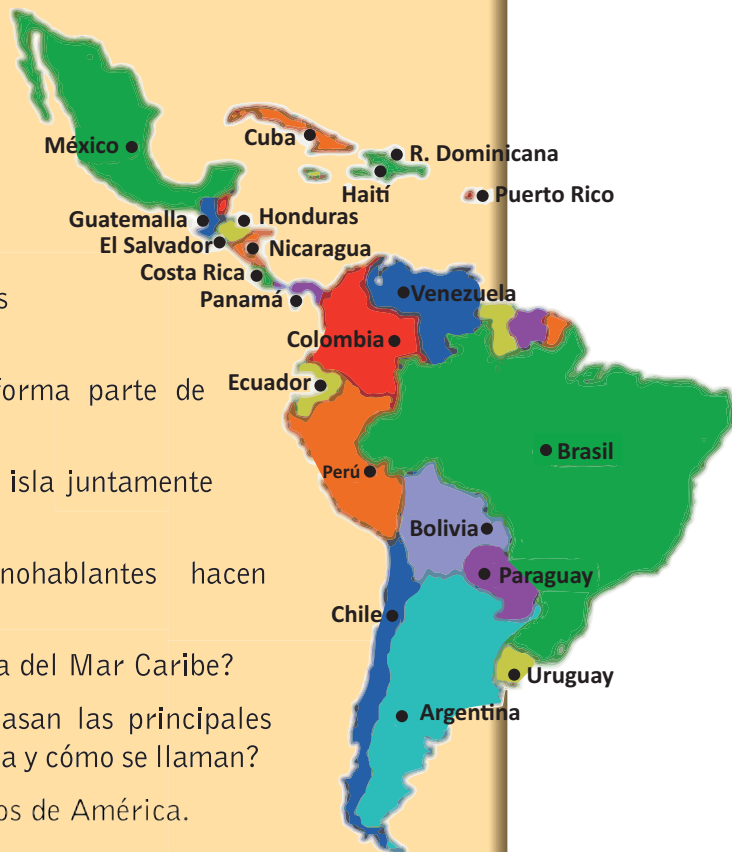 México
Cuba
R. Dominicana
Haití
Puerto Rico
Guatemalla
Honduras
El Salvador
Nicaragua
Costa Rica
Panamá
Venezuela
s
Colombia
Ecuador
forma parte de
Brasil
Perú
isla juntamente
Bolivia
nohablantes hacen
Paraguay
Chile
a del Mar Caribe?
Uruguay
asan las principales
Argentina
a y cómo se llaman?
os de América.